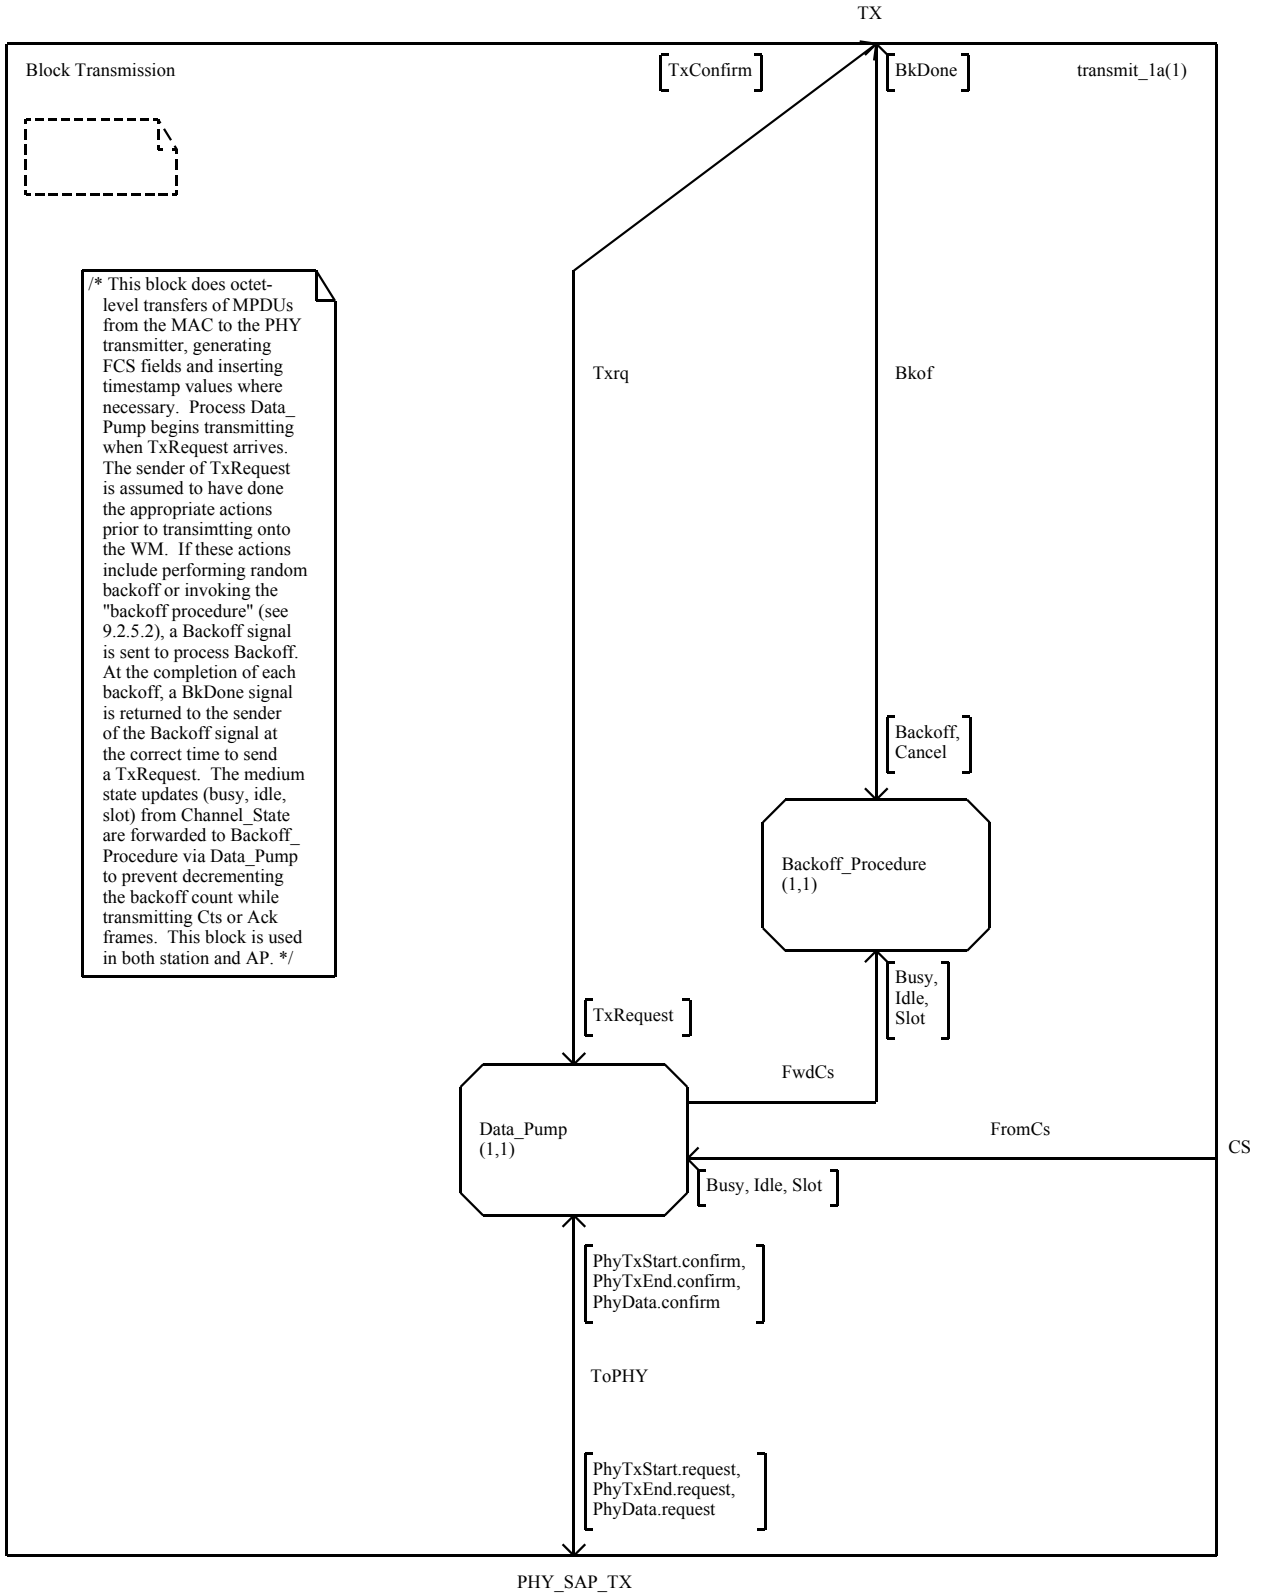 TX
Block Transmission
TxConfirm
BkDone
transmit_1a(1)
/* This block does octet-
level transfers of MPDUs
from the MAC to the PHY
transmitter, generating
FCS fields and inserting
timestamp values where
necessary.  Process Data_
Pump begins transmitting
when TxRequest arrives.
The sender of TxRequest
is assumed to have done
the appropriate actions
prior to transimtting onto
the WM.  If these actions
include performing random
backoff or invoking the
"backoff procedure" (see
9.2.5.2), a Backoff signal
is sent to process Backoff.
At the completion of each
backoff, a BkDone signal
is returned to the sender
of the Backoff signal at
the correct time to send
a TxRequest.  The medium
state updates (busy, idle,
slot) from Channel_State
are forwarded to Backoff_
Procedure via Data_Pump
to prevent decrementing
the backoff count while
transmitting Cts or Ack
frames.  This block is used
in both station and AP. */
Txrq
Bkof
Backoff,
Cancel
Backoff_Procedure
(1,1)
Busy,
Idle,
Slot
TxRequest
FwdCs
Data_Pump
(1,1)
FromCs
CS
Busy, Idle, Slot
PhyTxStart.confirm,
PhyTxEnd.confirm,
PhyData.confirm
ToPHY
PhyTxStart.request,
PhyTxEnd.request,
PhyData.request
PHY_SAP_TX